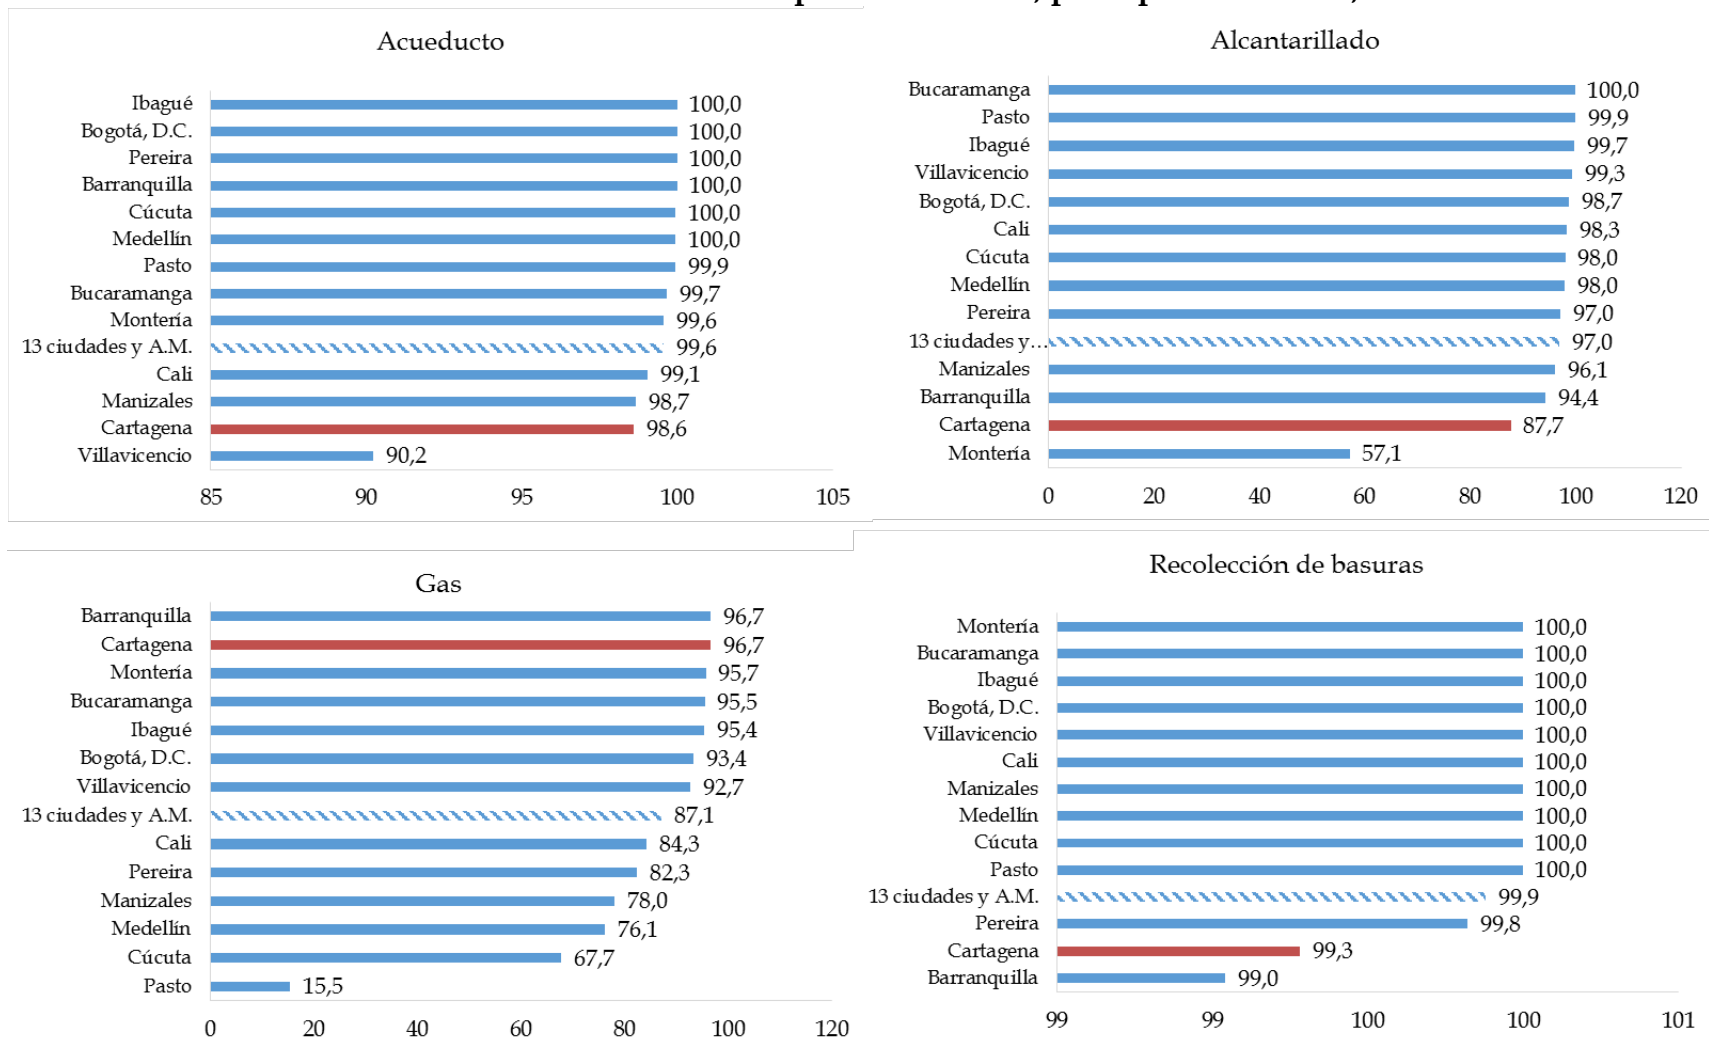 Acueducto
Ibagué 100,0
Bogotá, D.C. 100,0
Pereira 100,0
Barranquilla 100,0
Cúcuta 100,0
Medellín 100,0
Pasto 99,9
Bucaramanga 99,7
Montería 99,6
13 ciudades y A.M. 99,6
Cali 99,1
Manizales 98,7
Cartagena 98,6
Villavicencio 90,2
85 90 95 100 105
Alcantarillado
Bucaramanga 100,0
Pasto 99,9
Ibagué 99,7
Villavicencio 99,3
Bogotá, D.C. 98,7
Cali 98,3
Cúcuta 98,0
Medellín 98,0
Pereira 97,0
13 ciudades y... 97,0
Manizales 96,1
Barranquilla 94,4
Cartagena 87,7
Montería 57,1
0 20 40 60 80 100 120
Gas
Barranquilla 96,7
Cartagena 96,7
Montería 95,7
Bucaramanga 95,5
Ibagué 95,4
Bogotá, D.C. 93,4
Villavicencio 92,7
13 ciudades y A.M. 87,1
Cali 84,3
Pereira 82,3
Manizales 78,0
Medellín 76,1
Cúcuta 67,7
Pasto 15,5
0 20 40 60 80 100 120
Recolección de basuras
Montería 100,0
Bucaramanga 100,0
Ibagué 100,0
Bogotá, D.C. 100,0
Villavicencio 100,0
Cali 100,0
Manizales 100,0
Medellín 100,0
Cúcuta 100,0
Pasto 100,0
13 ciudades y A.M. 99,9
Pereira 99,8
Cartagena 99,3
Barranquilla 99,0
99 99 100 100 101